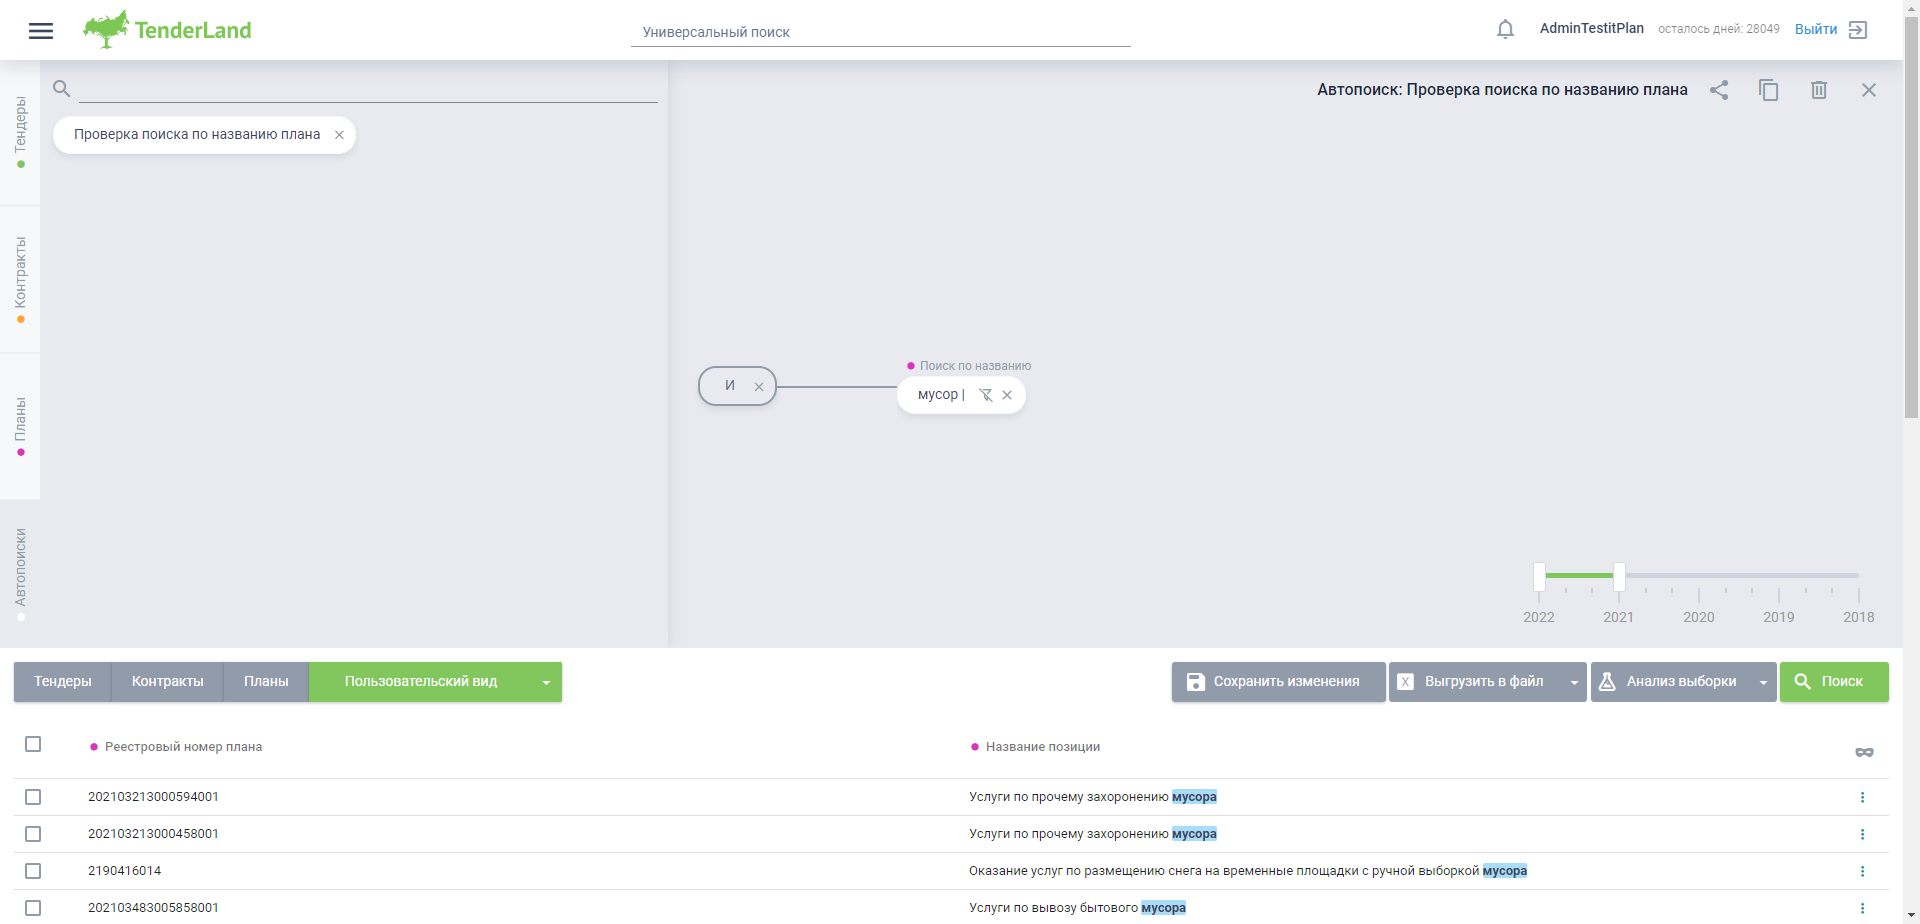 TenderLand
Универсальный поиск
AdminTestitPlan
осталось дней: 28049
Выйти
Тендеры
Контракты
Планы
Автопоиски
Проверка поиска по названию плана
Автопоиск: Проверка поиска по названию плана
И
Поиск по названию
мусор |
2022
2021
2020
2019
2018
Тендеры
Контракты
Планы
Пользовательский вид
Сохранить изменения
Выгрузить в файл
Анализ выборки
Поиск
Реестровый номер плана
Название позиции
202103213000594001
Услуги по прочему захоронению мусора
202103213000458001
Услуги по прочему захоронению мусора
2190416014
Оказание услуг по размещению снега на временные площадки с ручной выборкой мусора
202103483005858001
Услуги по вывозу бытового мусора